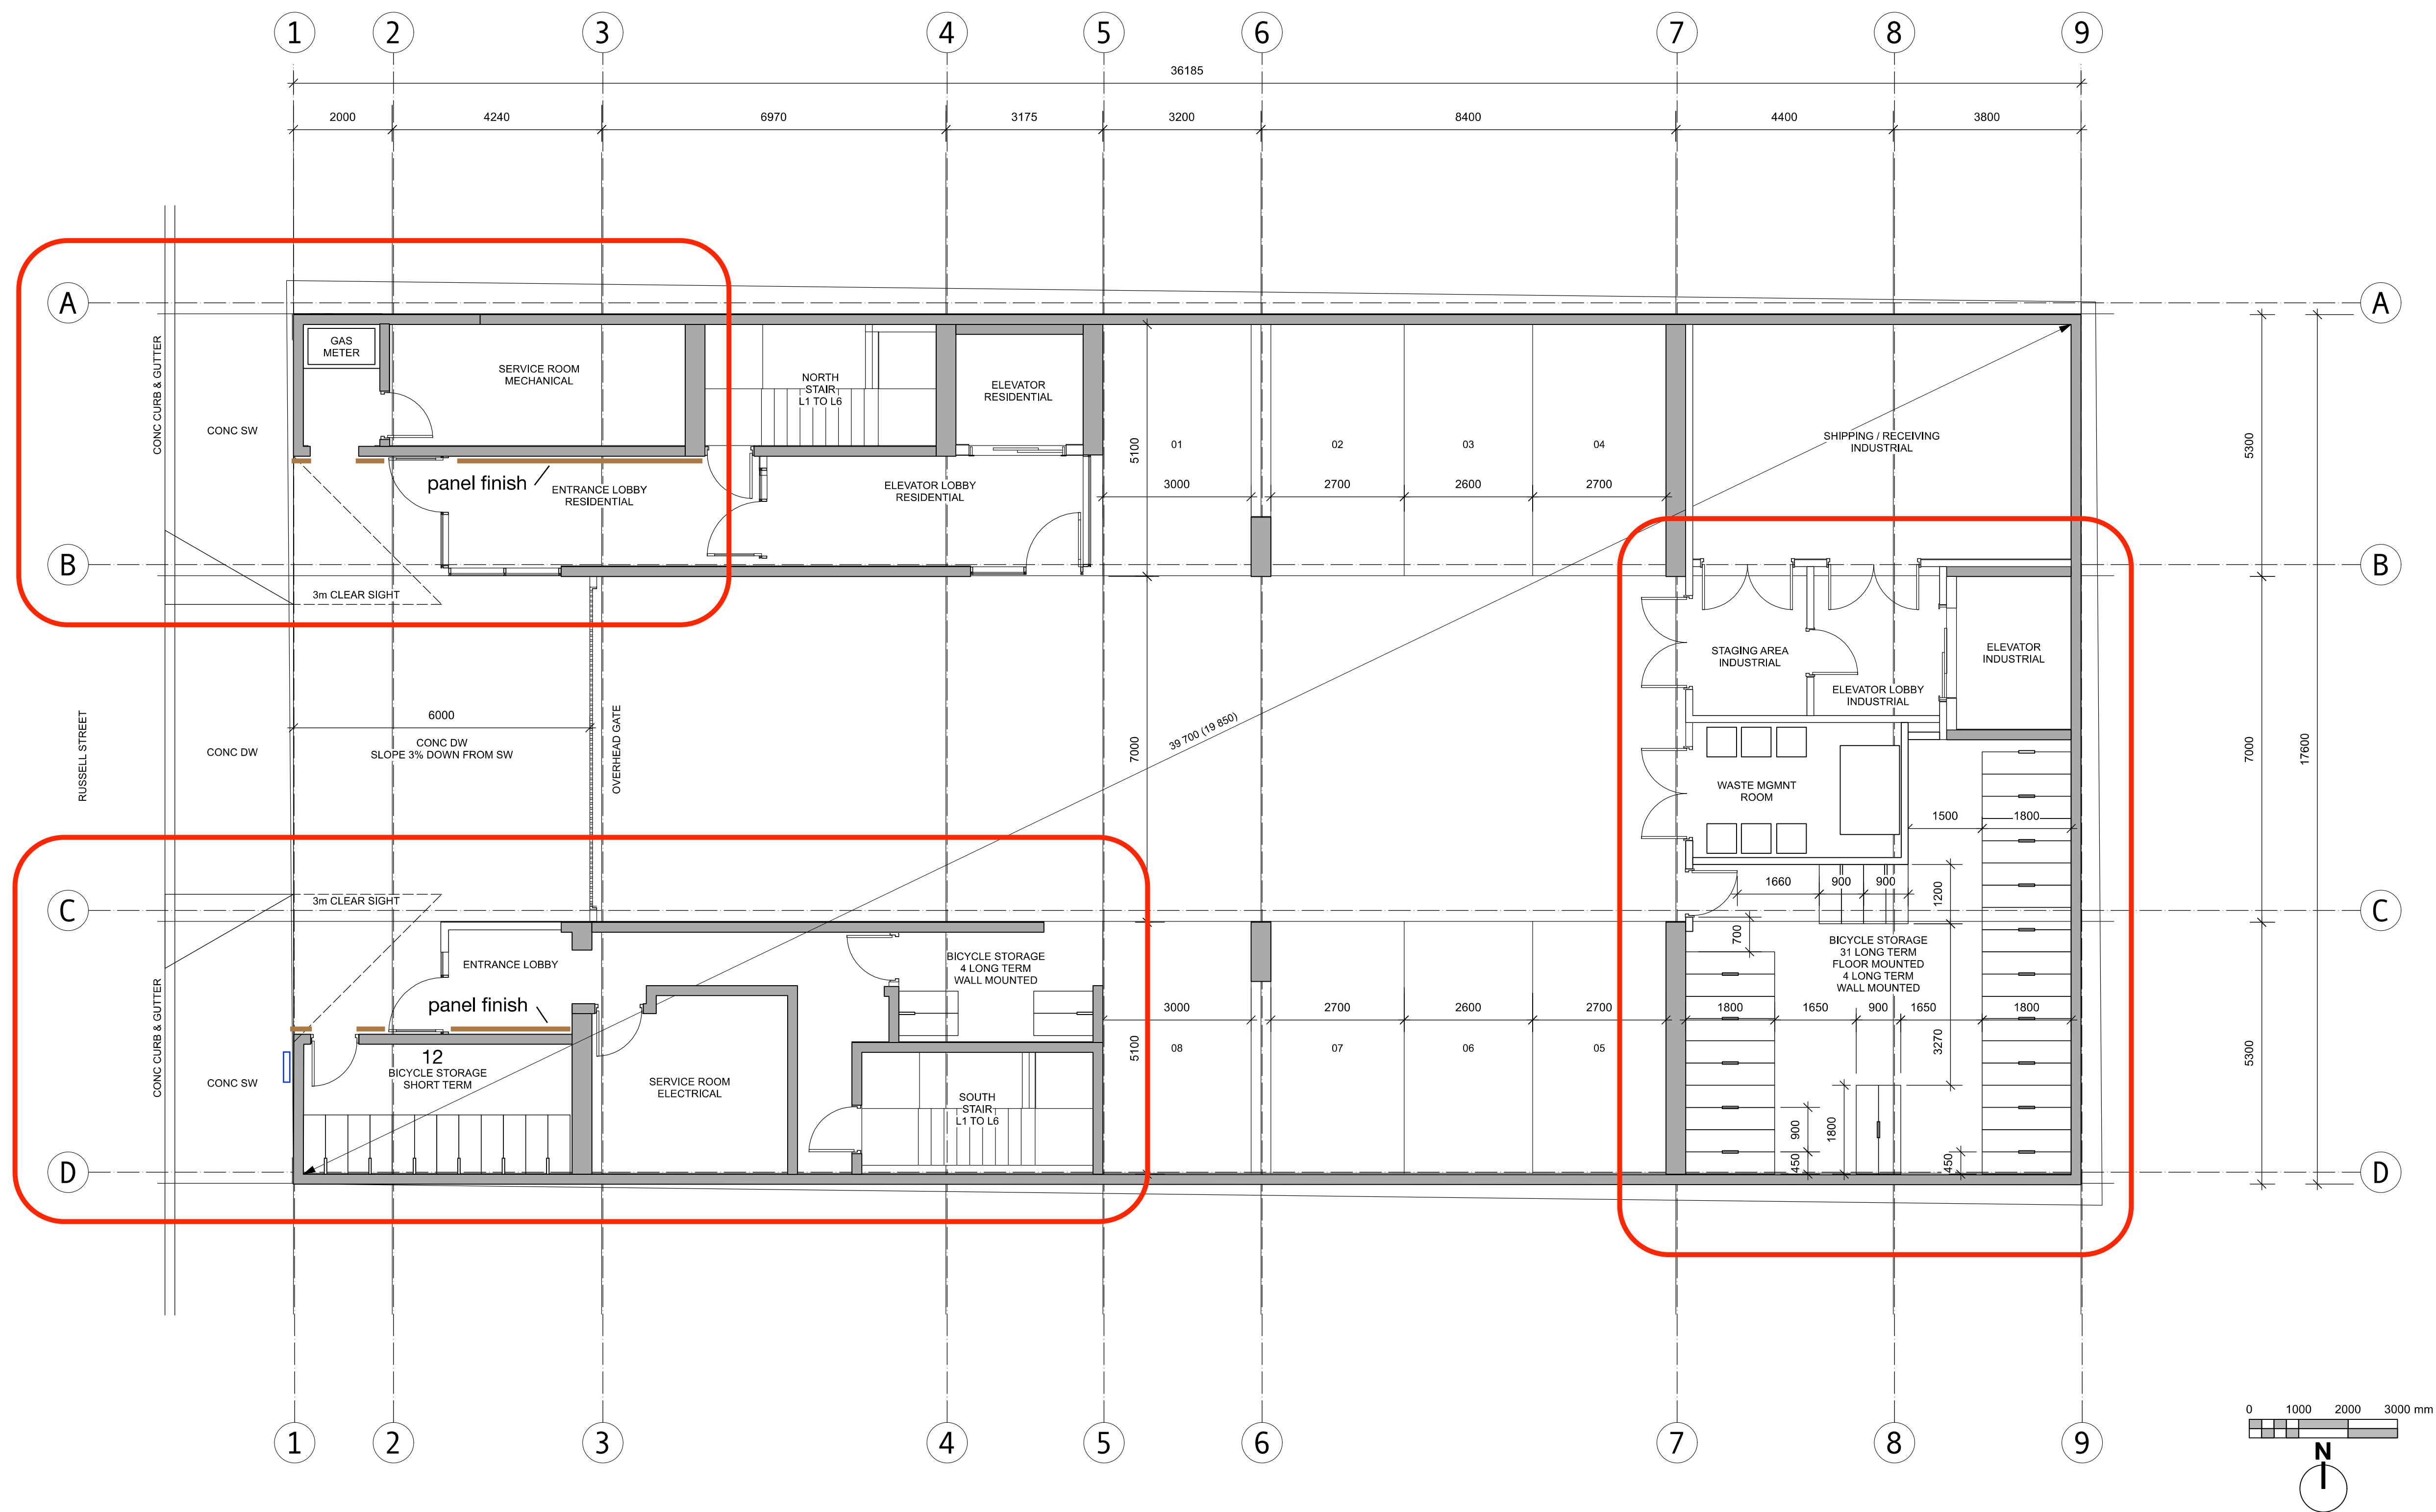 1 2 3 4 5 6 7 8 9
36185
2000 4240 6970 3175 3200 8400 4400 3800
A A
GAS
METER
SERVICE ROOM
MECHANICAL
NORTH
STAIR
L1 TO L6
ELEVATOR
RESIDENTIAL
CONC CURB & GUTTER
CONC SW
5100
01 02 03 04
SHIPPING / RECEIVING
INDUSTRIAL
5300
panel finish
ENTRANCE LOBBY
RESIDENTIAL
ELEVATOR LOBBY
RESIDENTIAL
3000 2700 2600 2700
B B
3m CLEAR SIGHT
STAGING AREA
INDUSTRIAL
ELEVATOR
INDUSTRIAL
ELEVATOR LOBBY
INDUSTRIAL
RUSSELL STREET
CONC DW
6000
CONC DW
SLOPE 3% DOWN FROM SW
OVERHEAD GATE
39 700 (19 850)
7000
7000
17600
WASTE MGMNT
ROOM
1500 1800
1660 900 900
1200
3m CLEAR SIGHT
C C
700
BICYCLE STORAGE
31 LONG TERM
FLOOR MOUNTED
4 LONG TERM
WALL MOUNTED
ENTRANCE LOBBY
BICYCLE STORAGE
4 LONG TERM
WALL MOUNTED
panel finish
3000 2700 2600 2700
1800 1650 900 1650 1800
3270
CONC CURB & GUTTER
CONC SW
12
BICYCLE STORAGE
SHORT TERM
SERVICE ROOM
ELECTRICAL
SOUTH
STAIR
L1 TO L6
5100
08 07 06 05
5300
900
1800
450
450
D D
1 2 3 4 5 6 7 8 9
0 1000 2000 3000 mm
N